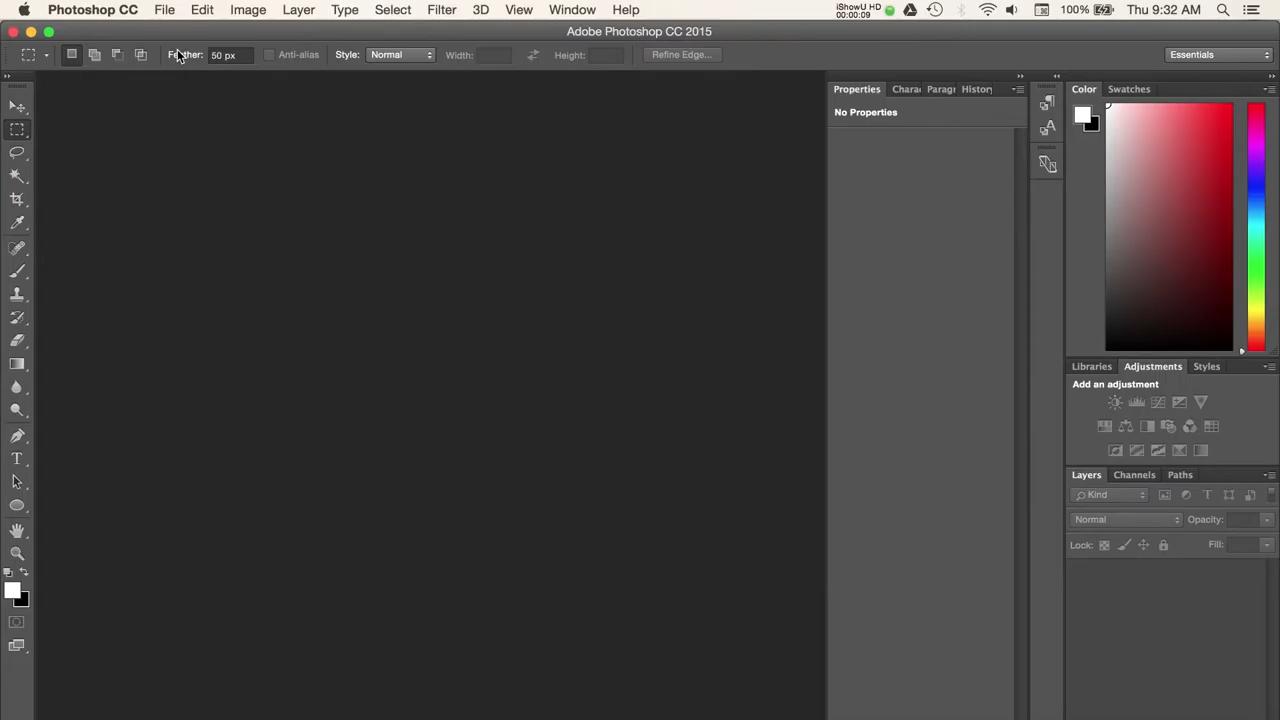 Photoshop CC File Edit Image Layer Type Select Filter 3D View Window Help iShowU HD 00:00:09 100% Thu 9:32 AM
Adobe Photoshop CC 2015
Feather: 50 px Anti-alias Style: Normal Width: Height: Refine Edge... Essentials
Properties Charac Paragr History
No Properties
Color Swatches
Libraries Adjustments Styles
Add an adjustment
Layers Channels Paths
Kind
Normal Opacity:
Lock: Fill: